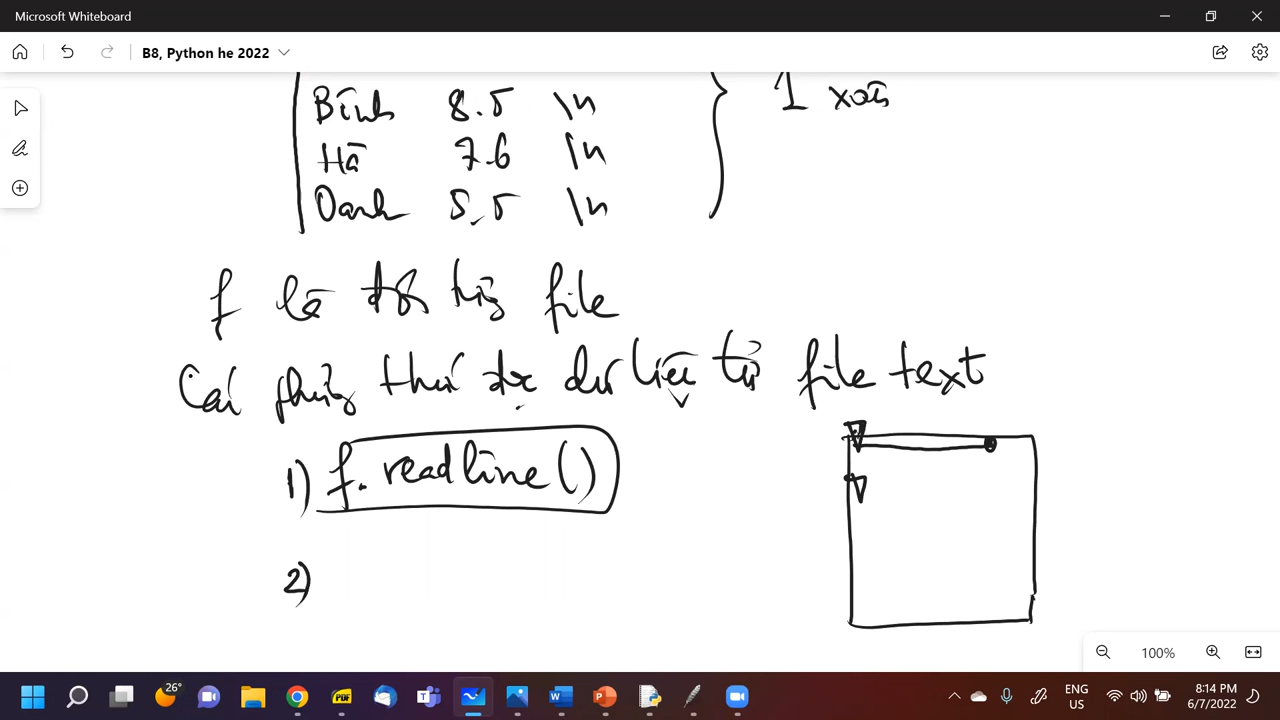 Microsoft Whiteboard
B8, Python he 2022
Bình 8.5 \n
Hà 7.6 \n
Oanh 5.5 \n
1 xoâ
f là đối tượng file
Các phương thức đọc dữ liệu từ file text
1) f.readline()
2)
100%
26°
ENG
US
8:14 PM
6/7/2022